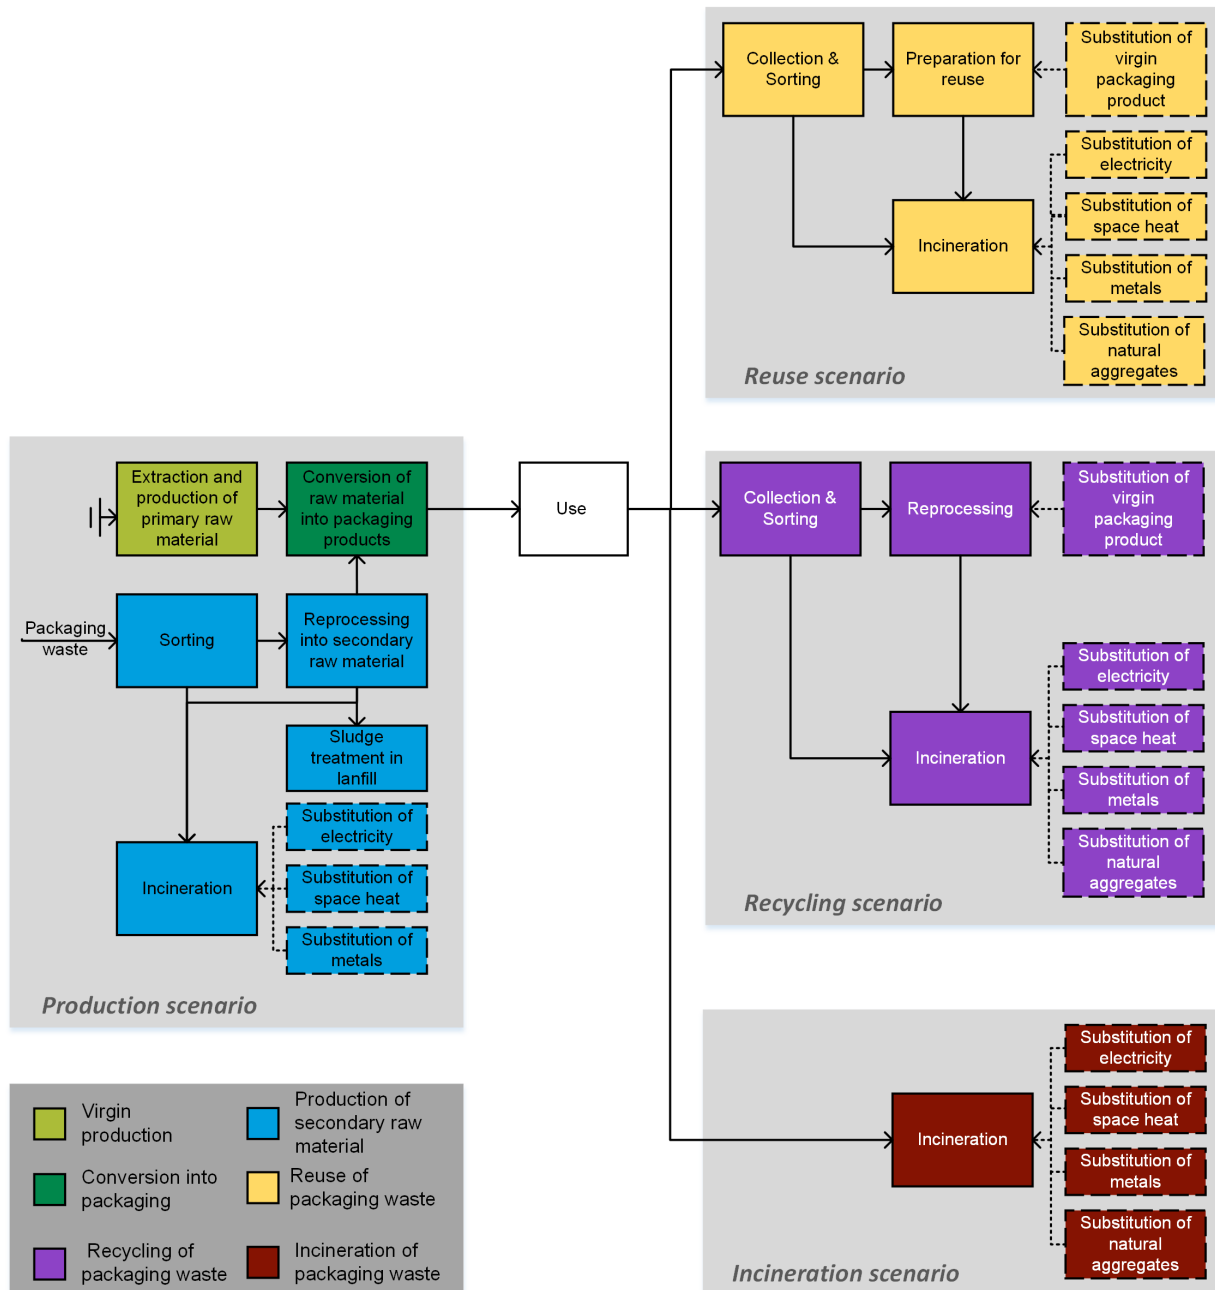 Collection &
Sorting
Preparation for
reuse
Substitution of
virgin
packaging
product
Substitution of
electricity
Substitution of
space heat
Incineration
Substitution of
metals
Substitution of
natural
aggregates
Reuse scenario
Extraction and
production of
primary raw
material
Conversion of
raw material
into packaging
products
Use
Packaging
waste
Sorting
Reprocessing
into secondary
raw material
Sludge
treatment in
lanfill
Substitution of
electricity
Incineration
Substitution of
space heat
Substitution of
metals
Production scenario
Collection &
Sorting
Reprocessing
Substitution of
virgin
packaging
product
Substitution of
electricity
Substitution of
space heat
Incineration
Substitution of
metals
Substitution of
natural
aggregates
Recycling scenario
Substitution of
electricity
Substitution of
space heat
Incineration
Substitution of
metals
Substitution of
natural
aggregates
Incineration scenario
Virgin
production
Production of
secondary raw
material
Conversion into
packaging
Reuse of
packaging waste
Recycling of
packaging waste
Incineration of
packaging waste